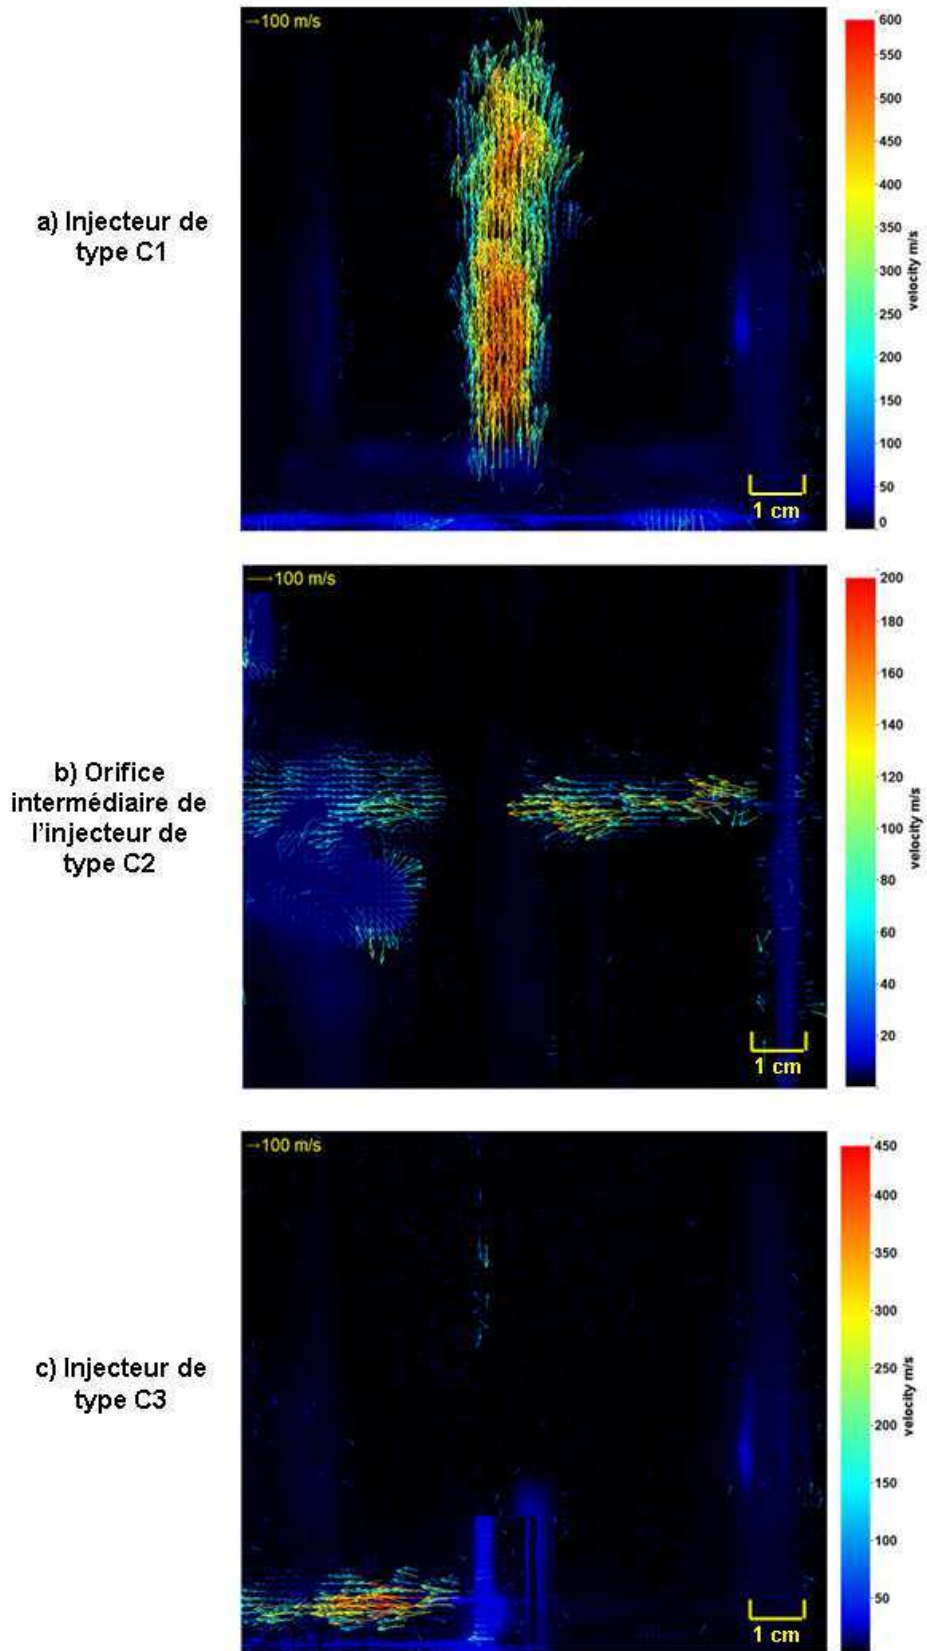 →100 m/s
600
500
450
400
350
300
250
200
150
100
50
0
velocity m/s
a) Injecteur de
type C1
1 cm
→100 m/s
200
180
160
140
120
100
80
60
40
20
velocity m/s
b) Orifice
intermédiaire de
l'injecteur de
type C2
1 cm
→100 m/s
450
400
350
300
250
200
150
100
50
velocity m/s
c) Injecteur de
type C3
1 cm